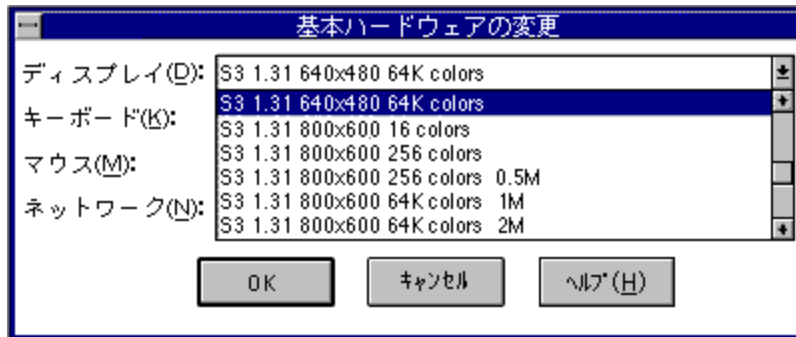 基本ハードウェアの変更
ディスプレイ(D): S3 1.31 640x480 64K colors
S3 1.31 640x480 64K colors
キーボード(K):
S3 1.31 800x600 16 colors
S3 1.31 800x600 256 colors
マウス(M):
S3 1.31 800x600 256 colors 0.5M
S3 1.31 800x600 64K colors 1M
ネットワーク(N):
S3 1.31 800x600 64K colors 2M
OK キャンセル ヘルプ(H)